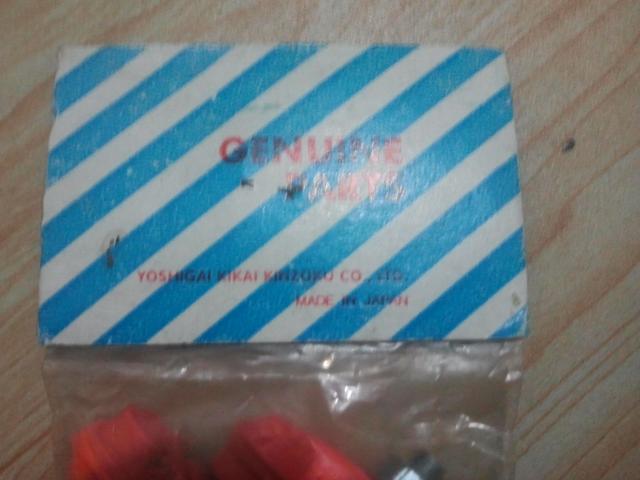 GENUINE
PARTS
YOSHIGAI KIKAI KINZOKU CO., LTD.
MADE IN JAPAN